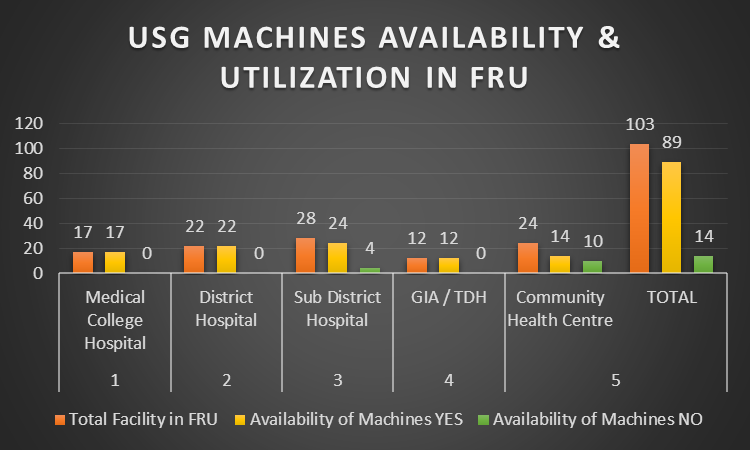 USG MACHINES AVAILABILITY &
UTILIZATION IN FRU
120
100
80
60
40
20
0
17 17 0
22 22 0
28 24 4
12 12 0
24 14 10
103 89 14
Medical
College
Hospital
District
Hospital
Sub District
Hospital
GIA / TDH
Community
Health Centre
TOTAL
1 2 3 4 5
Total Facility in FRU Availability of Machines YES Availability of Machines NO